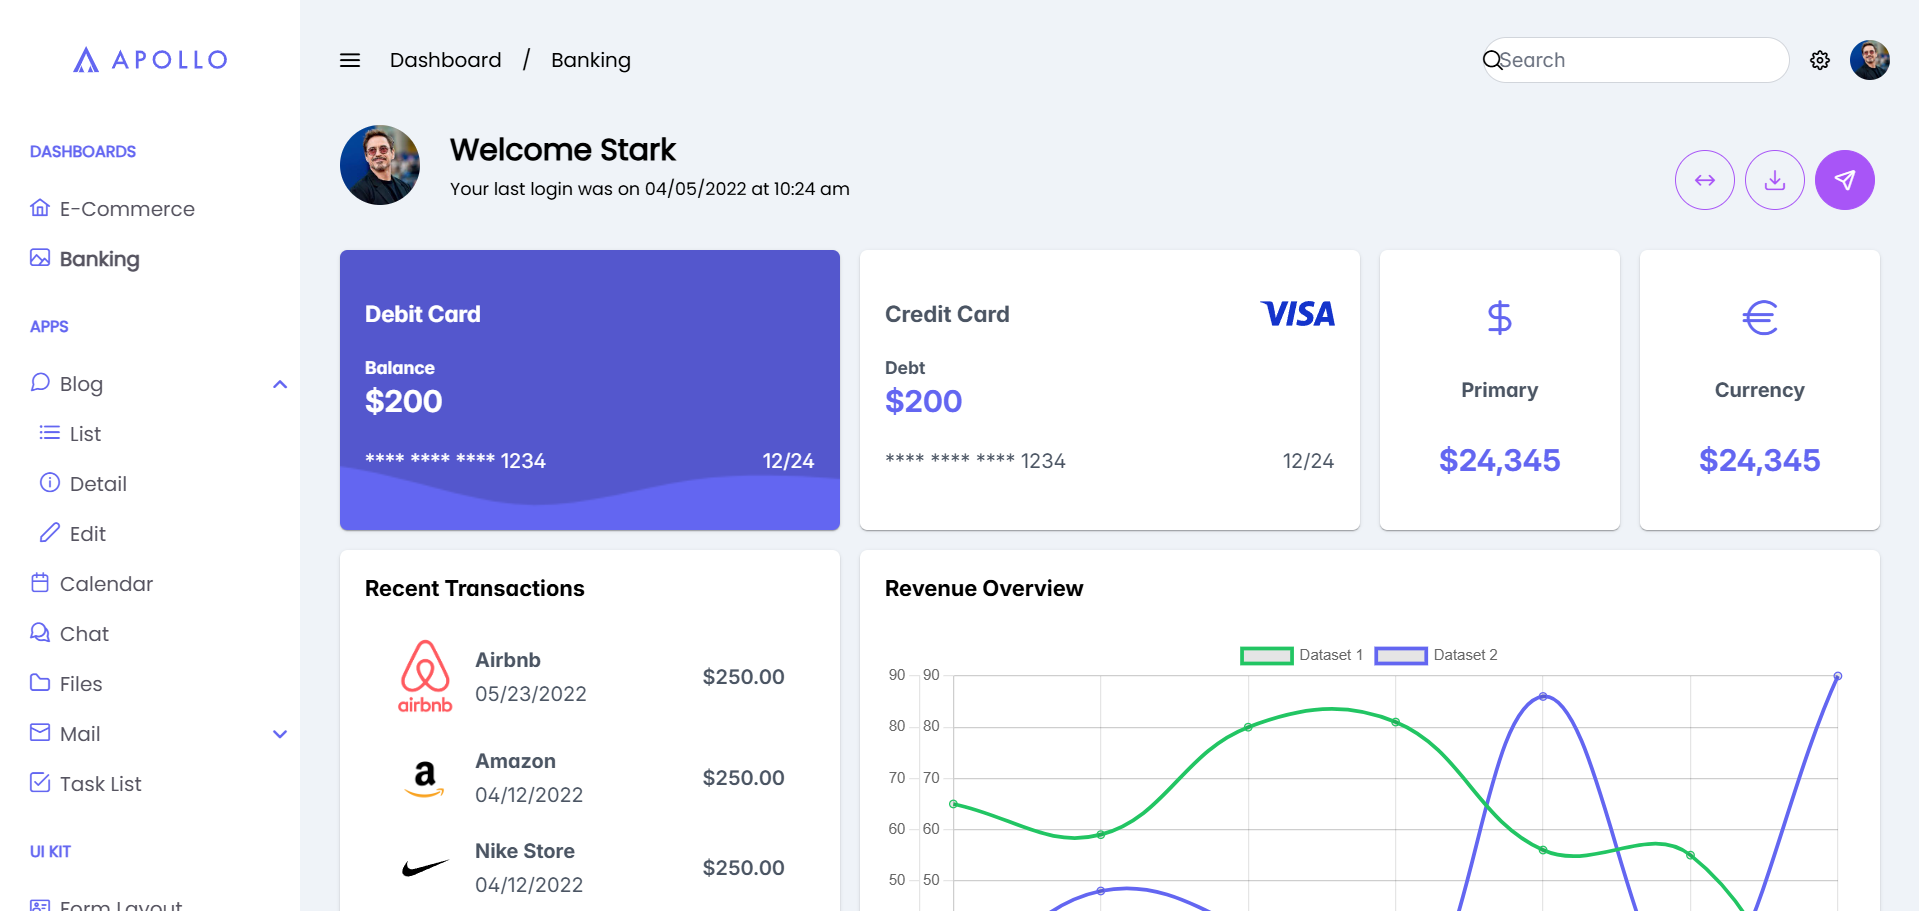 APOLLO
DASHBOARDS
E-Commerce
Banking
APPS
Blog
List
Detail
Edit
Calendar
Chat
Files
Mail
Task List
UI KIT
Form Layout
Dashboard / Banking
Search
Welcome Stark
Your last login was on 04/05/2022 at 10:24 am
Debit Card
Balance
$200
**** **** **** 1234 12/24
Credit Card VISA
Debt
$200
**** **** **** 1234 12/24
$
Primary
$24,345
€
Currency
$24,345
Recent Transactions
airbnb
Airbnb
05/23/2022
$250.00
a
Amazon
04/12/2022
$250.00
Nike Store
04/12/2022
$250.00
Revenue Overview
Dataset 1 Dataset 2
90 90
80 80
70 70
60 60
50 50